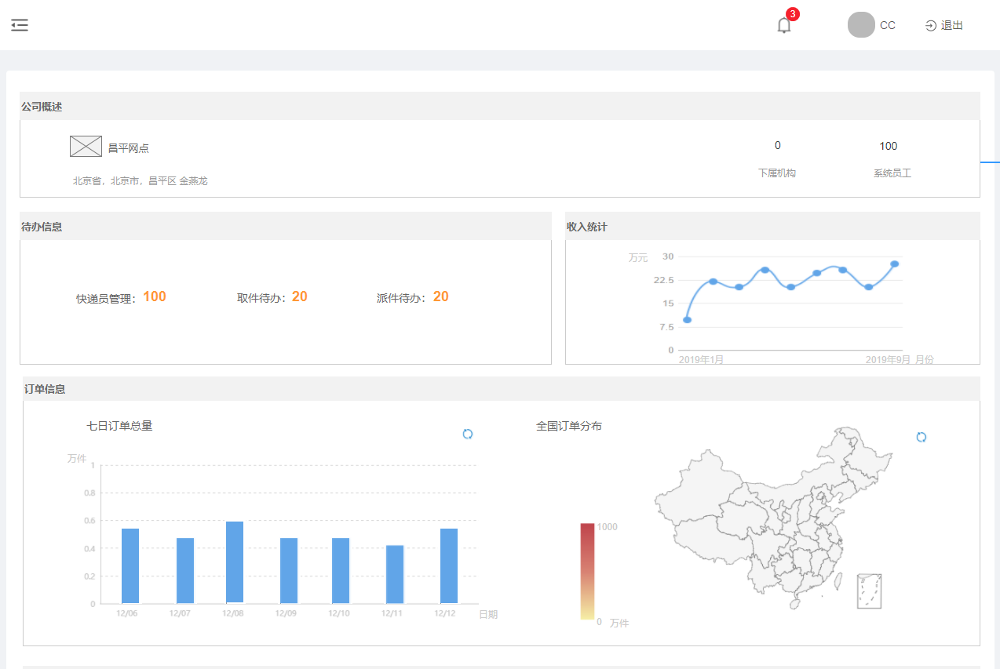 3
CC
退出
公司概述
昌平网点
北京省，北京市，昌平区 金燕龙
0
下属机构
100
系统员工
待办信息
快递员管理：100
取件待办：20
派件待办：20
收入统计
万元
30
22.5
15
7.5
0
2019年1月
2019年9月 月份
订单信息
七日订单总量
万件
1
0.8
0.6
0.4
0.2
0
12/06 12/07 12/08 12/09 12/10 12/11 12/12 日期
全国订单分布
1000
0 万件